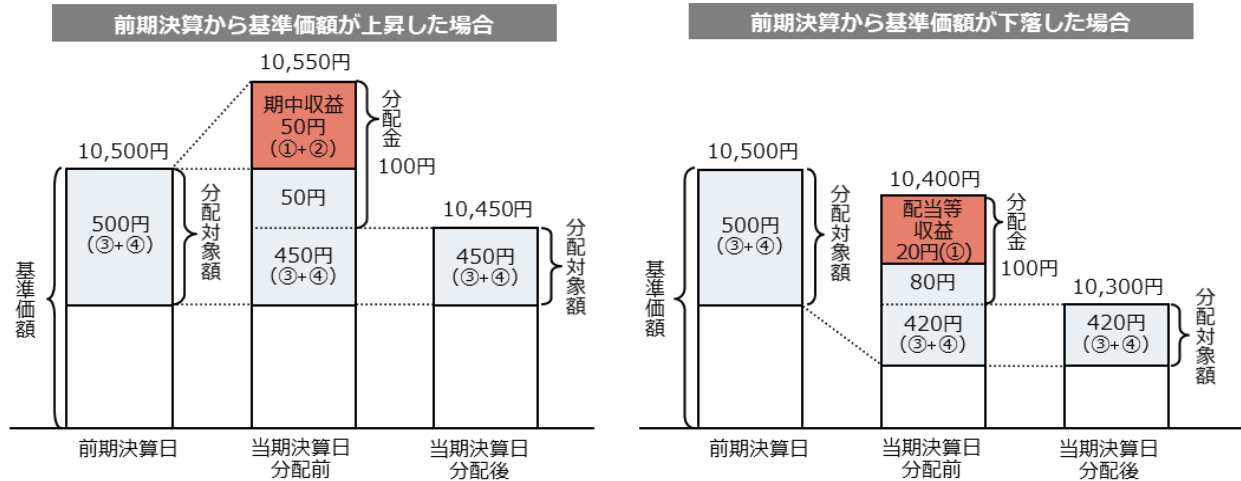 前期決算から基準価額が上昇した場合
10,550円
期中収益
50円
(①+②)
分配金
100円
10,500円
500円
(③+④)
分配対象額
50円
450円
(③+④)
10,450円
450円
(③+④)
分配対象額
基準価額
前期決算日
当期決算日
分配前
当期決算日
分配後
前期決算から基準価額が下落した場合
10,500円
500円
(③+④)
分配対象額
10,400円
配当等
収益
20円(①)
分配金
100円
80円
420円
(③+④)
10,300円
420円
(③+④)
分配対象額
基準価額
前期決算日
当期決算日
分配前
当期決算日
分配後